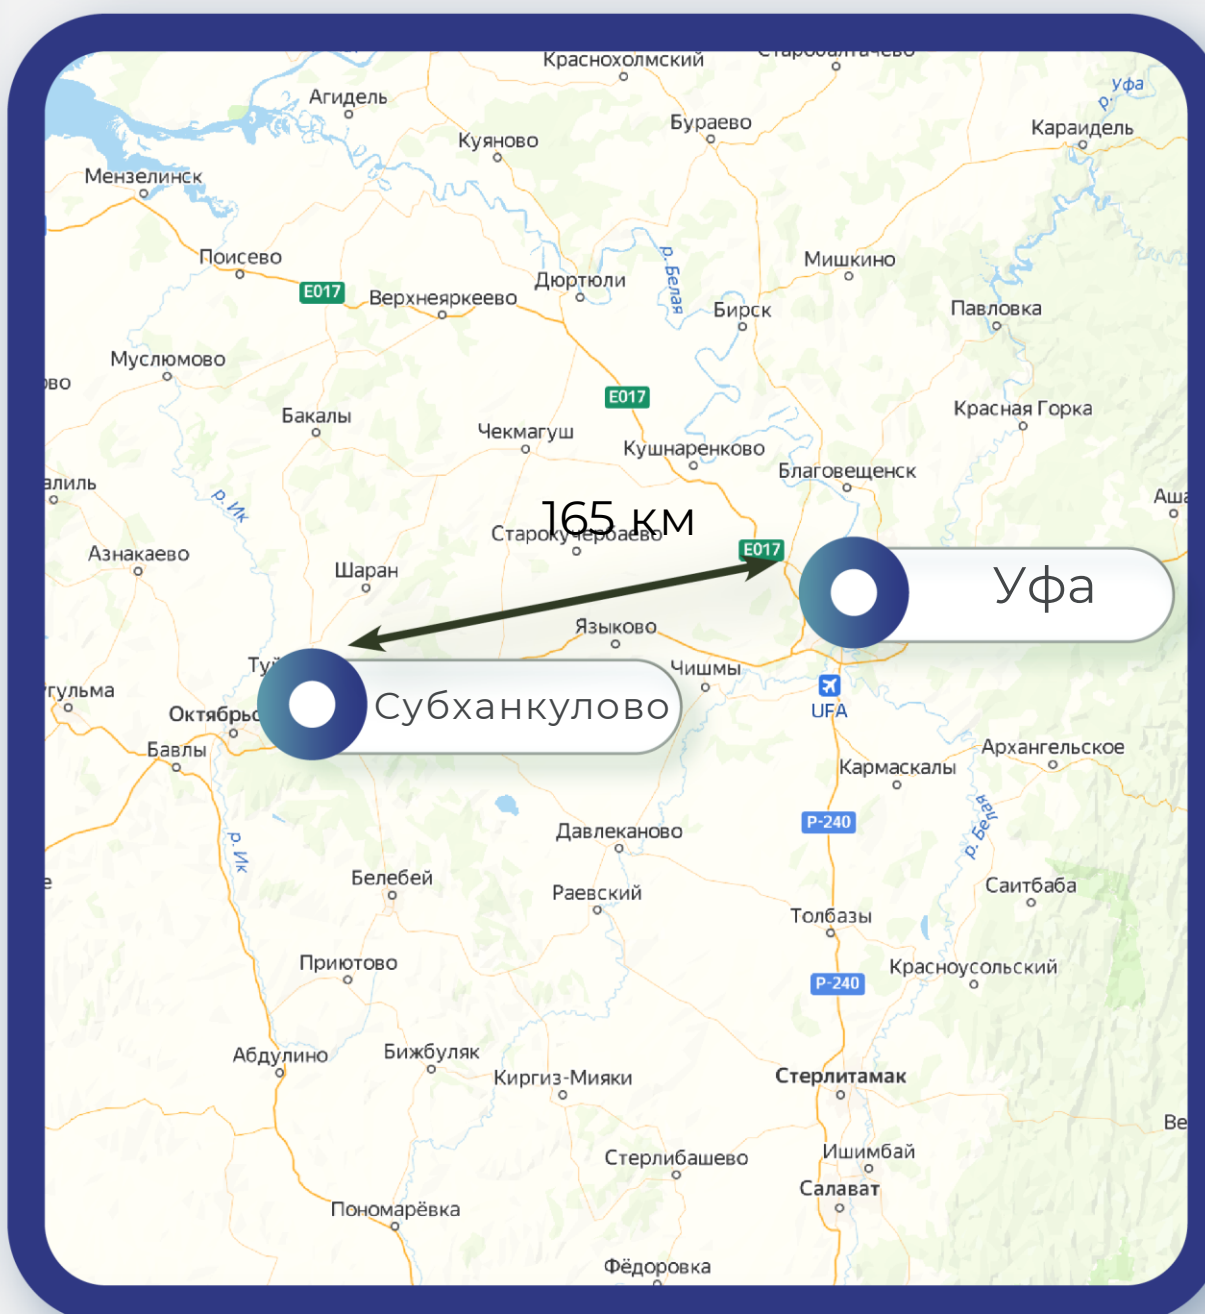 Краснохолмский
Старобалтачево
Агидель
р. Уфа
Бураево
Караидель
Куяново
Мензелинск
Поисево
Мишкино
Дюртюли
р. Белая
E017
Верхнеяркеево
Бирск
Павловка
Муслюмово
E017
Бакалы
Красная Горка
Чекмагуш
Кушнаренково
Благовещенск
р. Ик
165 км
Старокучербаево
E017
Азнакаево
Шаран
Уфа
Языково
Чишмы
UFA
Субханкулово
Бавлы
Архангельское
Кармаскалы
P-240
р. Белая
Давлеканово
р. Ик
Белебей
Раевский
Саитбаба
Толбазы
Приютово
Красноусольский
P-240
Абдулино
Бижбуляк
Киргиз-Мияки
Стерлитамак
Стерлибашево
Ишимбай
Салават
Пономарёвка
Фёдоровка